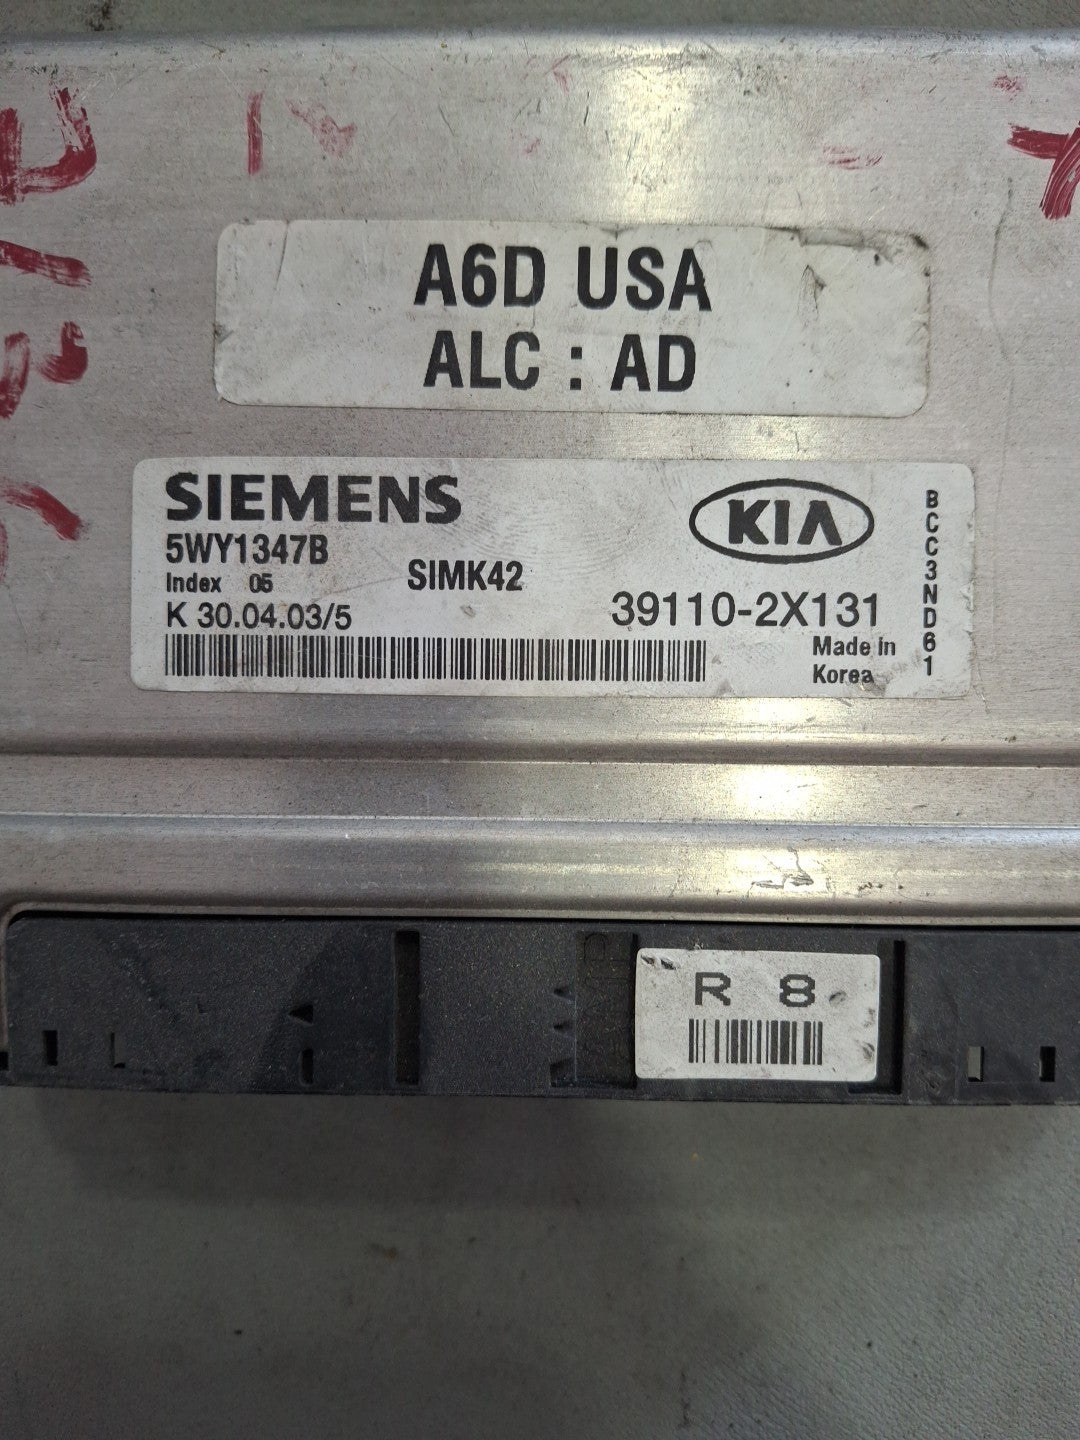 A6D USA
ALC : AD
SIEMENS
5WY1347B
Index 05
SIMK42
K 30.04.03/5
KIA
39110-2X131
Made in
Korea
BCC3ND61
R 8